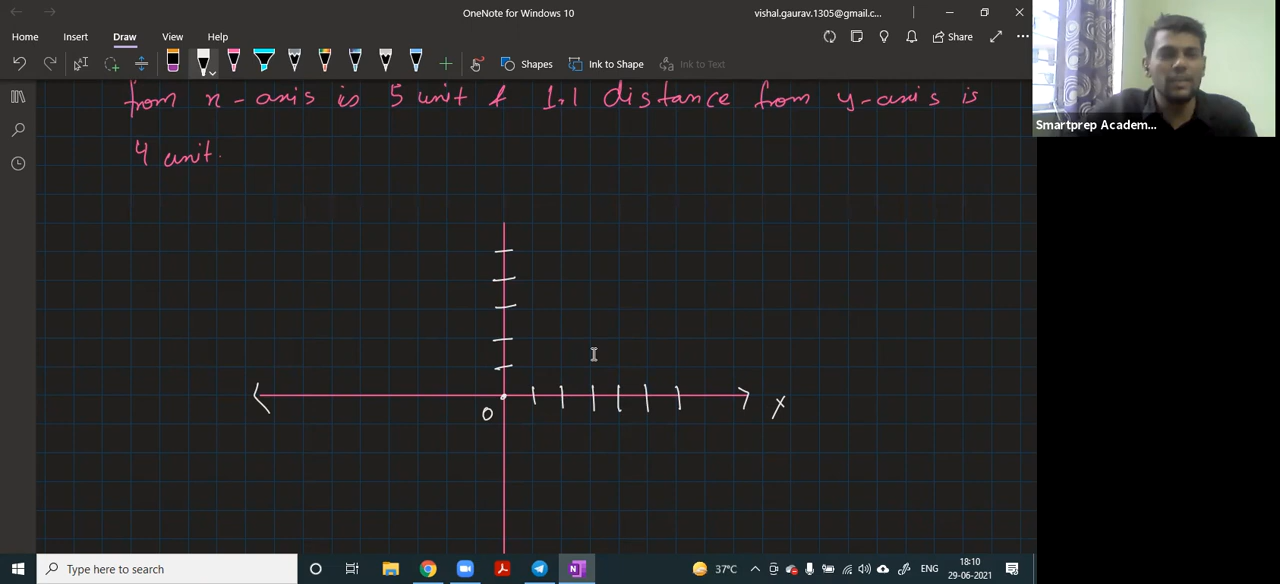 OneNote for Windows 10
vishal.gaurav.1305@gmail.c...
Home Insert Draw View Help
Shapes Ink to Shape Ink to Text Share
Smartprep Academ...
from x-axis is 5 unit & 1.1 distance from y-axis is
4 unit.
O
X
Type here to search
37°C ENG 18:10
29-06-2021